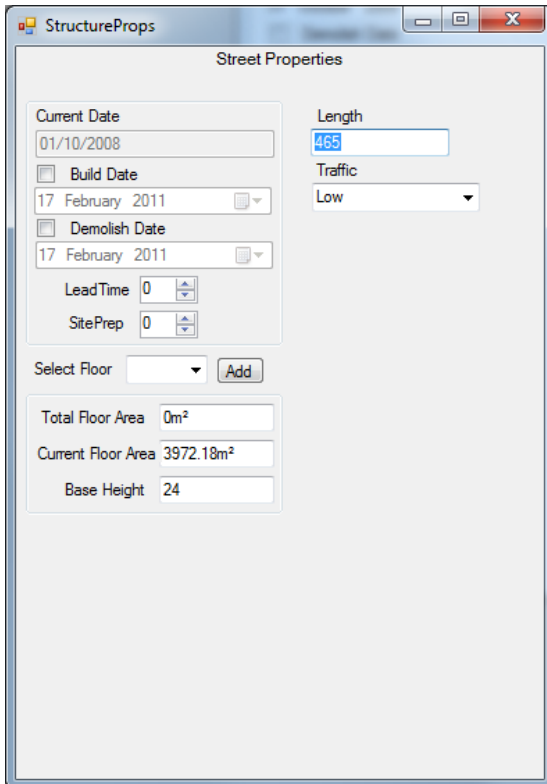 StructureProps
Street Properties
Current Date
01/10/2008
Build Date
17 February 2011
Demolish Date
17 February 2011
LeadTime 0
SitePrep 0
Select Floor Add
Total Floor Area 0m²
Current Floor Area 3972.18m²
Base Height 24
Length
465
Traffic
Low